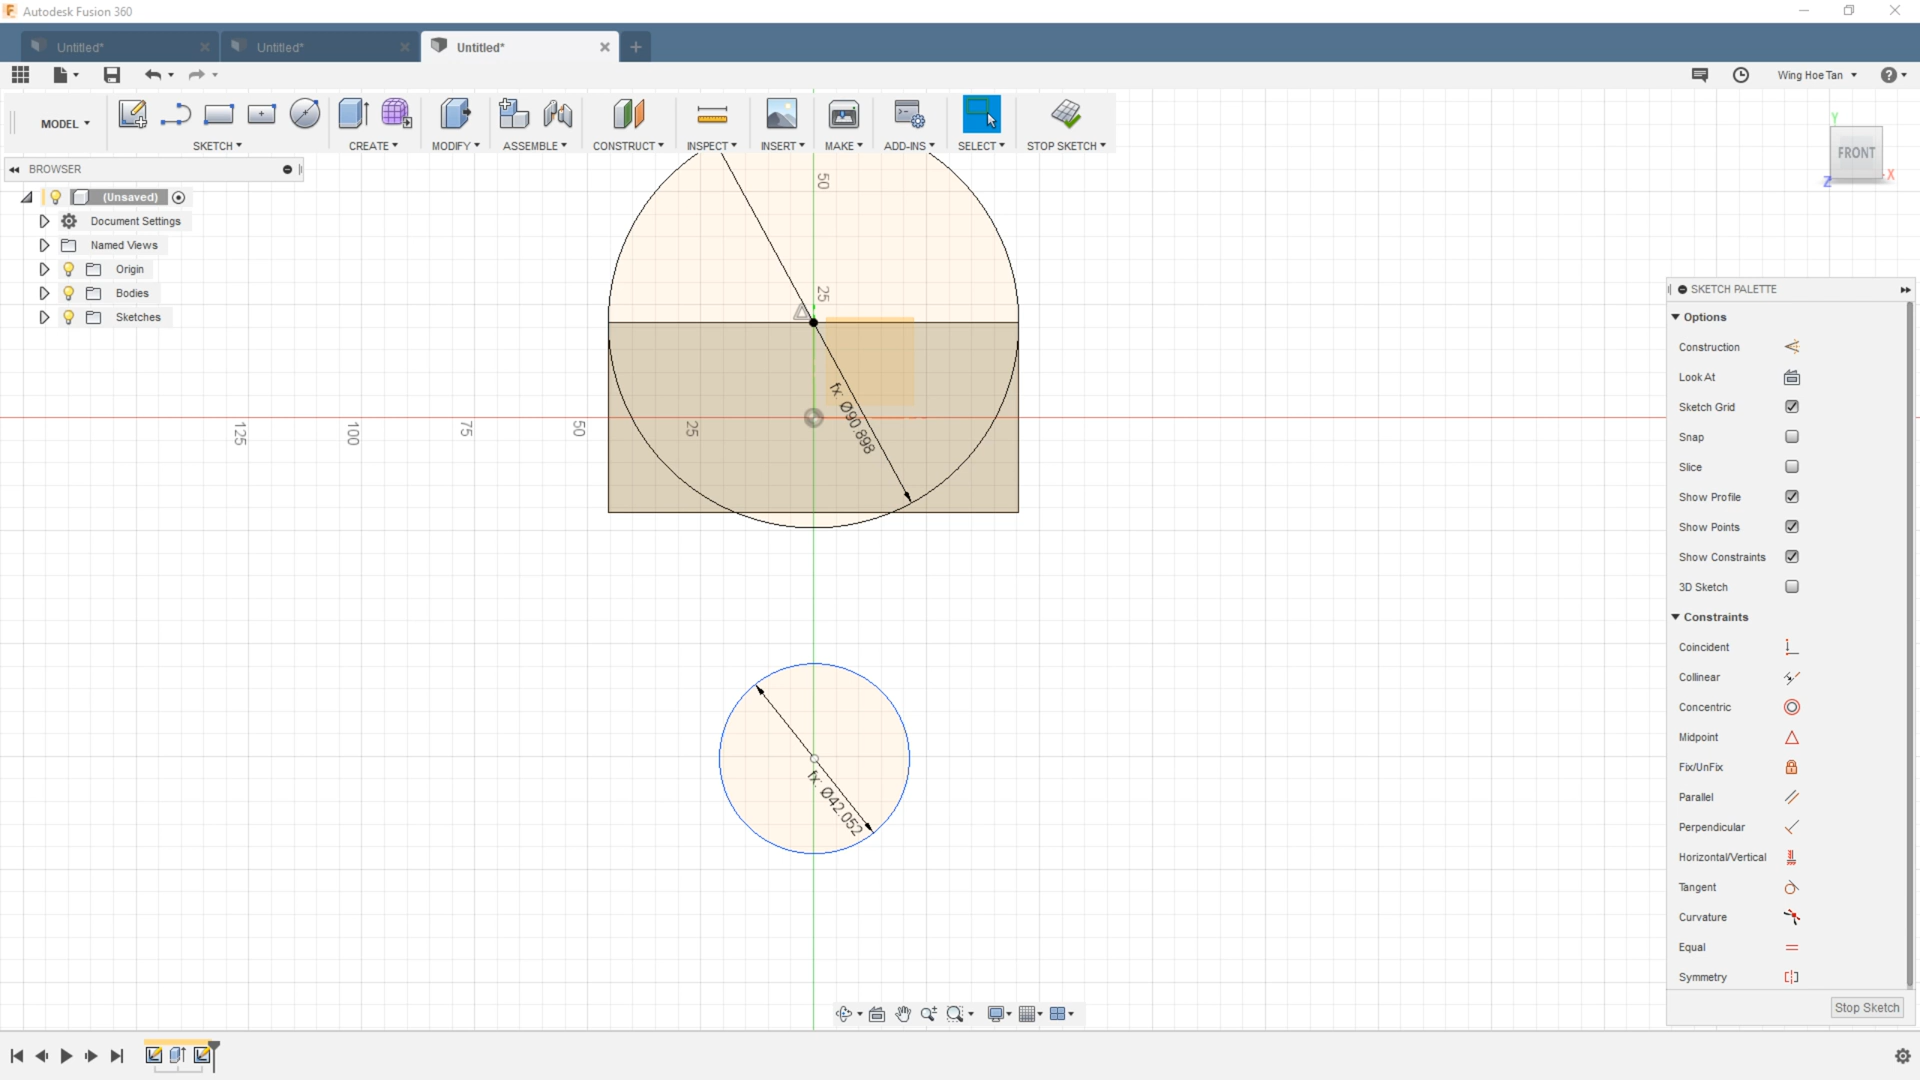 Autodesk Fusion 360
Untitled*
Untitled*
Untitled*
Wing Hoe Tan
MODEL
SKETCH
CREATE
MODIFY
ASSEMBLE
CONSTRUCT
INSPECT
INSERT
MAKE
ADD-INS
SELECT
STOP SKETCH
BROWSER
(Unsaved)
Document Settings
Named Views
Origin
Bodies
Sketches
Y
FRONT
X
Z
50
25
125
100
75
50
25
fx: Ø90.898
fx: Ø42.052
SKETCH PALETTE
Options
Construction
Look At
Sketch Grid
Snap
Slice
Show Profile
Show Points
Show Constraints
3D Sketch
Constraints
Coincident
Collinear
Concentric
Midpoint
Fix/UnFix
Parallel
Perpendicular
Horizontal/Vertical
Tangent
Curvature
Equal
Symmetry
Stop Sketch